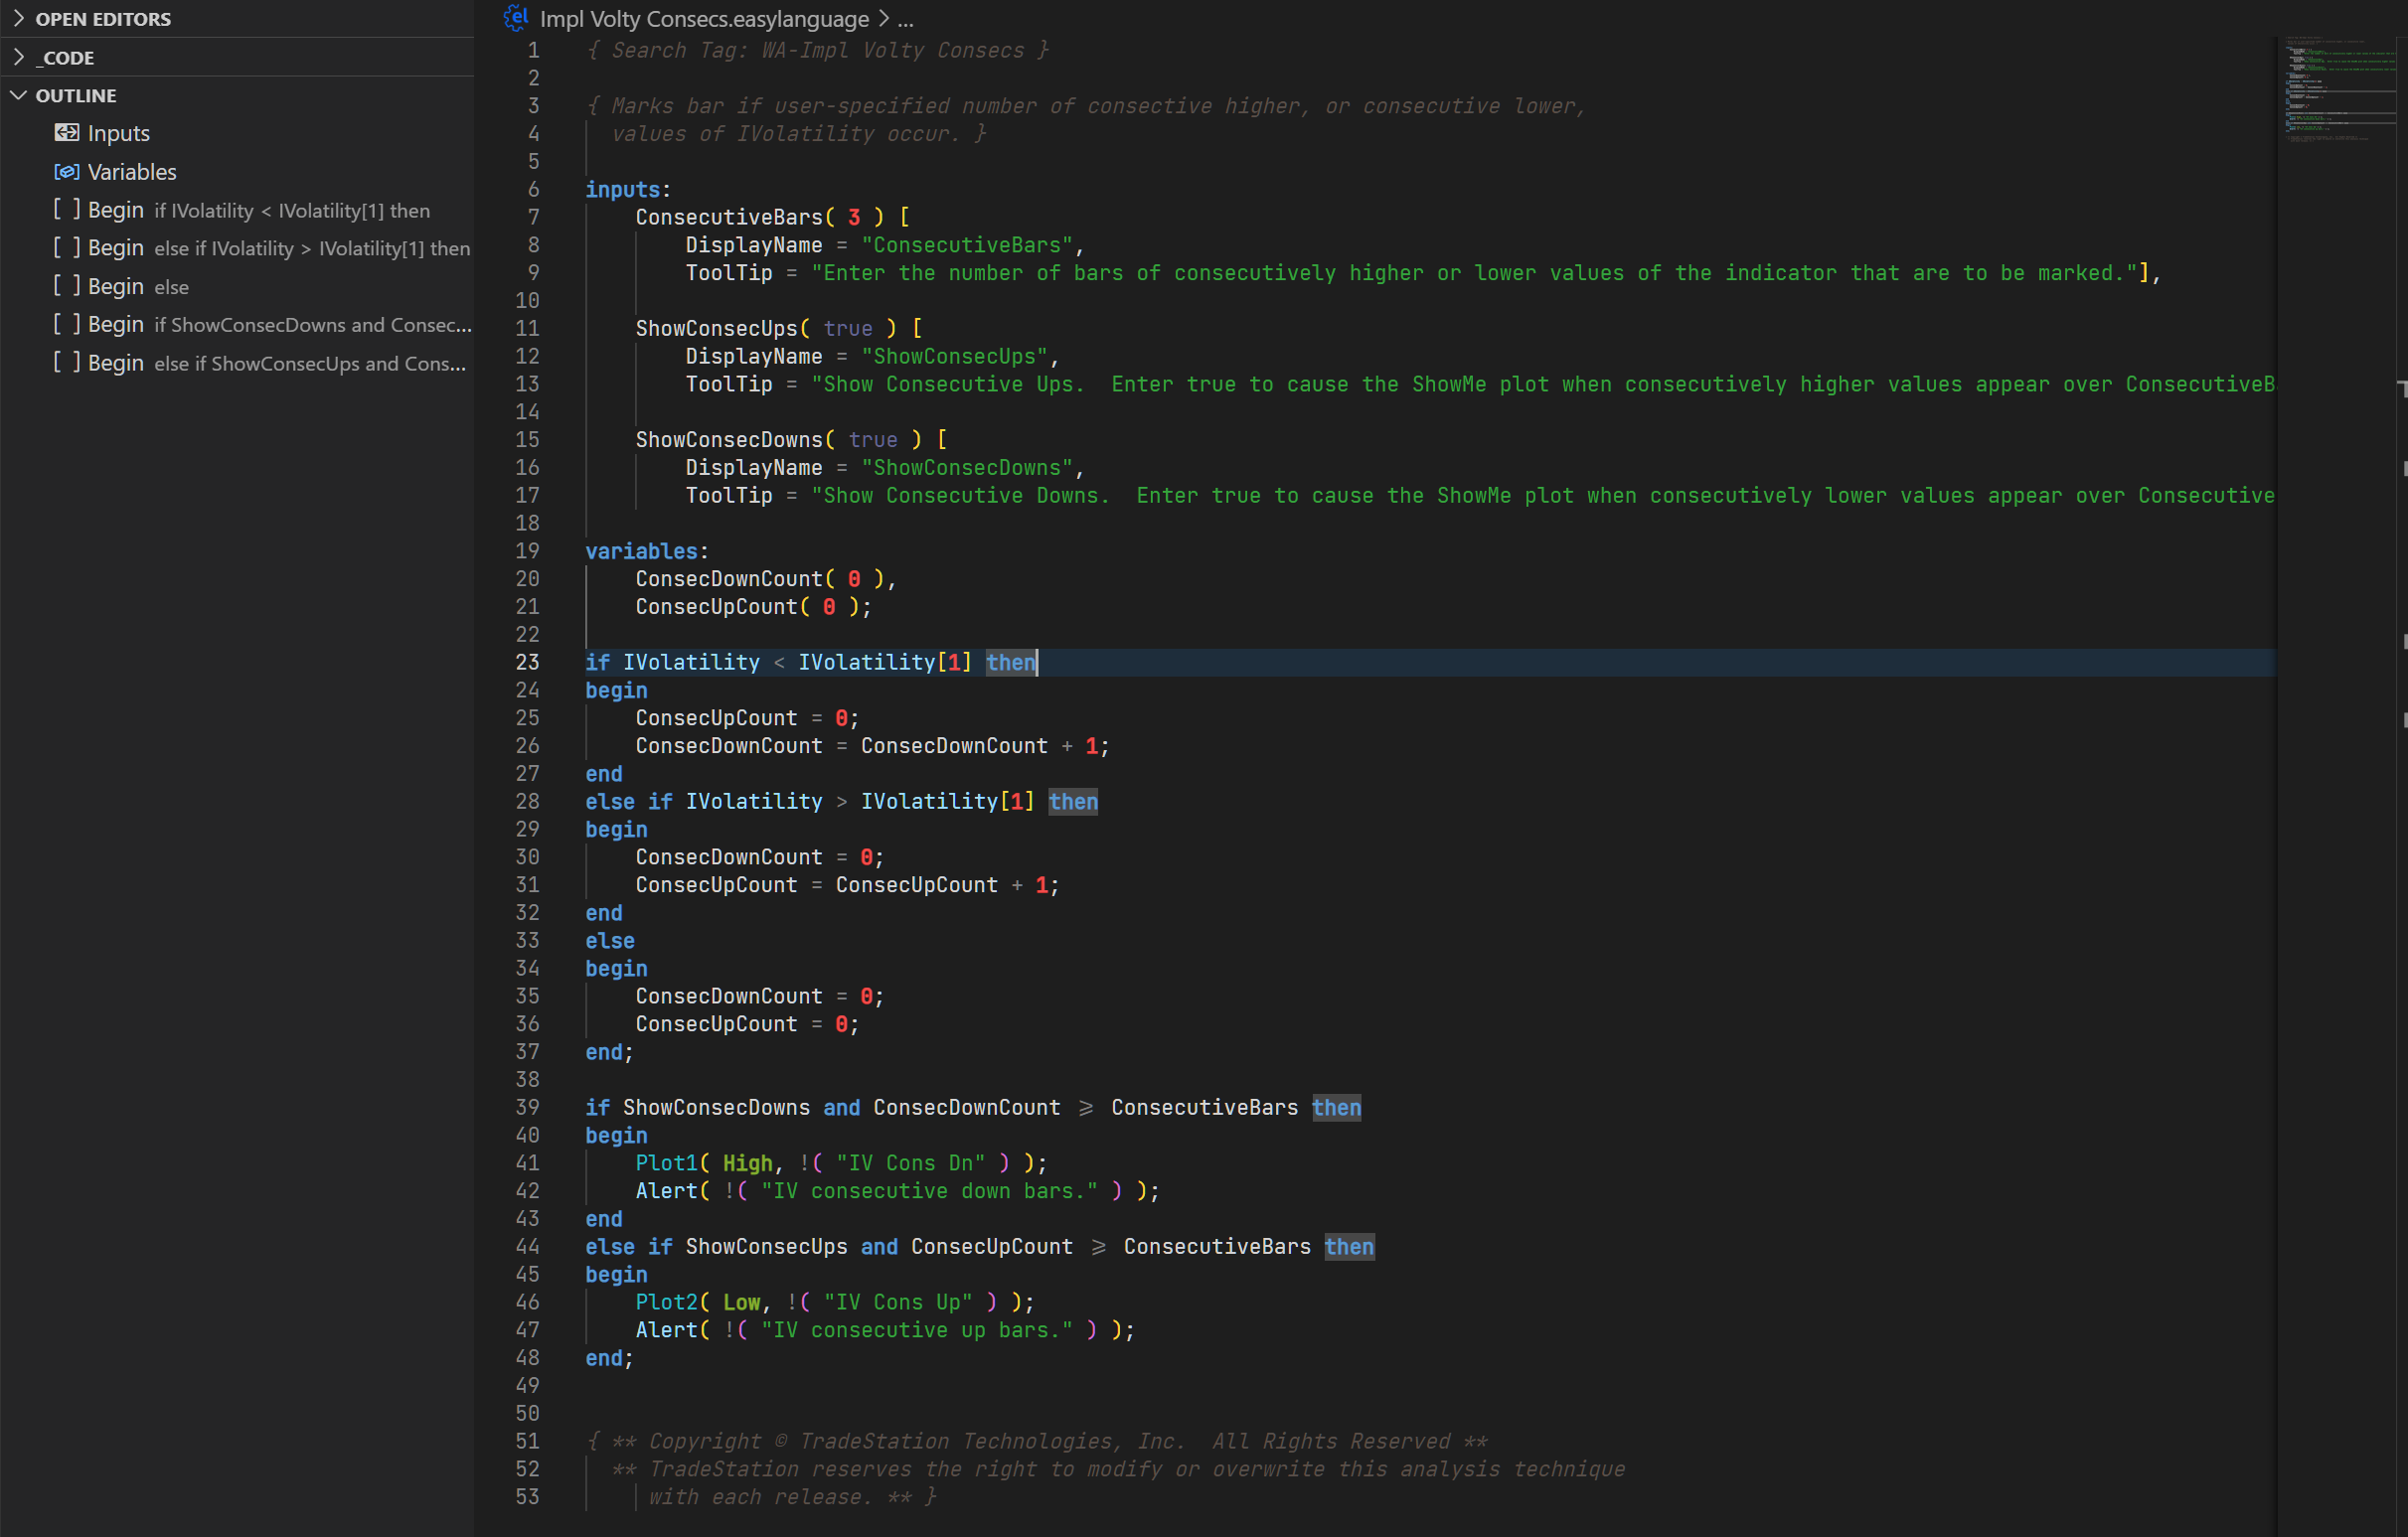 OPEN EDITORS
_CODE
OUTLINE
Inputs
Variables
[ ] Begin if IVolatility < IVolatility[1] then
[ ] Begin else if IVolatility > IVolatility[1] then
[ ] Begin else
[ ] Begin if ShowConsecDowns and Consec...
[ ] Begin else if ShowConsecUps and Cons...
el Impl Volty Consecs.easylanguage > ...
1 { Search Tag: WA-Impl Volty Consecs }
2
3 { Marks bar if user-specified number of consective higher, or consecutive lower,
4 values of IVolatility occur. }
5
6 inputs:
7 ConsecutiveBars( 3 ) [
8 DisplayName = "ConsecutiveBars",
9 ToolTip = "Enter the number of bars of consecutively higher or lower values of the indicator that are to be marked."],
10
11 ShowConsecUps( true ) [
12 DisplayName = "ShowConsecUps",
13 ToolTip = "Show Consecutive Ups.  Enter true to cause the ShowMe plot when consecutively higher values appear over ConsecutiveB
14
15 ShowConsecDowns( true ) [
16 DisplayName = "ShowConsecDowns",
17 ToolTip = "Show Consecutive Downs.  Enter true to cause the ShowMe plot when consecutively lower values appear over Consecutive
18
19 variables:
20 ConsecDownCount( 0 ),
21 ConsecUpCount( 0 );
22
23 if IVolatility < IVolatility[1] then
24 begin
25 ConsecUpCount = 0;
26 ConsecDownCount = ConsecDownCount + 1;
27 end
28 else if IVolatility > IVolatility[1] then
29 begin
30 ConsecDownCount = 0;
31 ConsecUpCount = ConsecUpCount + 1;
32 end
33 else
34 begin
35 ConsecDownCount = 0;
36 ConsecUpCount = 0;
37 end;
38
39 if ShowConsecDowns and ConsecDownCount ⩾ ConsecutiveBars then
40 begin
41 Plot1( High, !( "IV Cons Dn" ) );
42 Alert( !( "IV consecutive down bars." ) );
43 end
44 else if ShowConsecUps and ConsecUpCount ⩾ ConsecutiveBars then
45 begin
46 Plot2( Low, !( "IV Cons Up" ) );
47 Alert( !( "IV consecutive up bars." ) );
48 end;
49
50
51 { ** Copyright © TradeStation Technologies, Inc.  All Rights Reserved **
52 ** TradeStation reserves the right to modify or overwrite this analysis technique
53 with each release. ** }